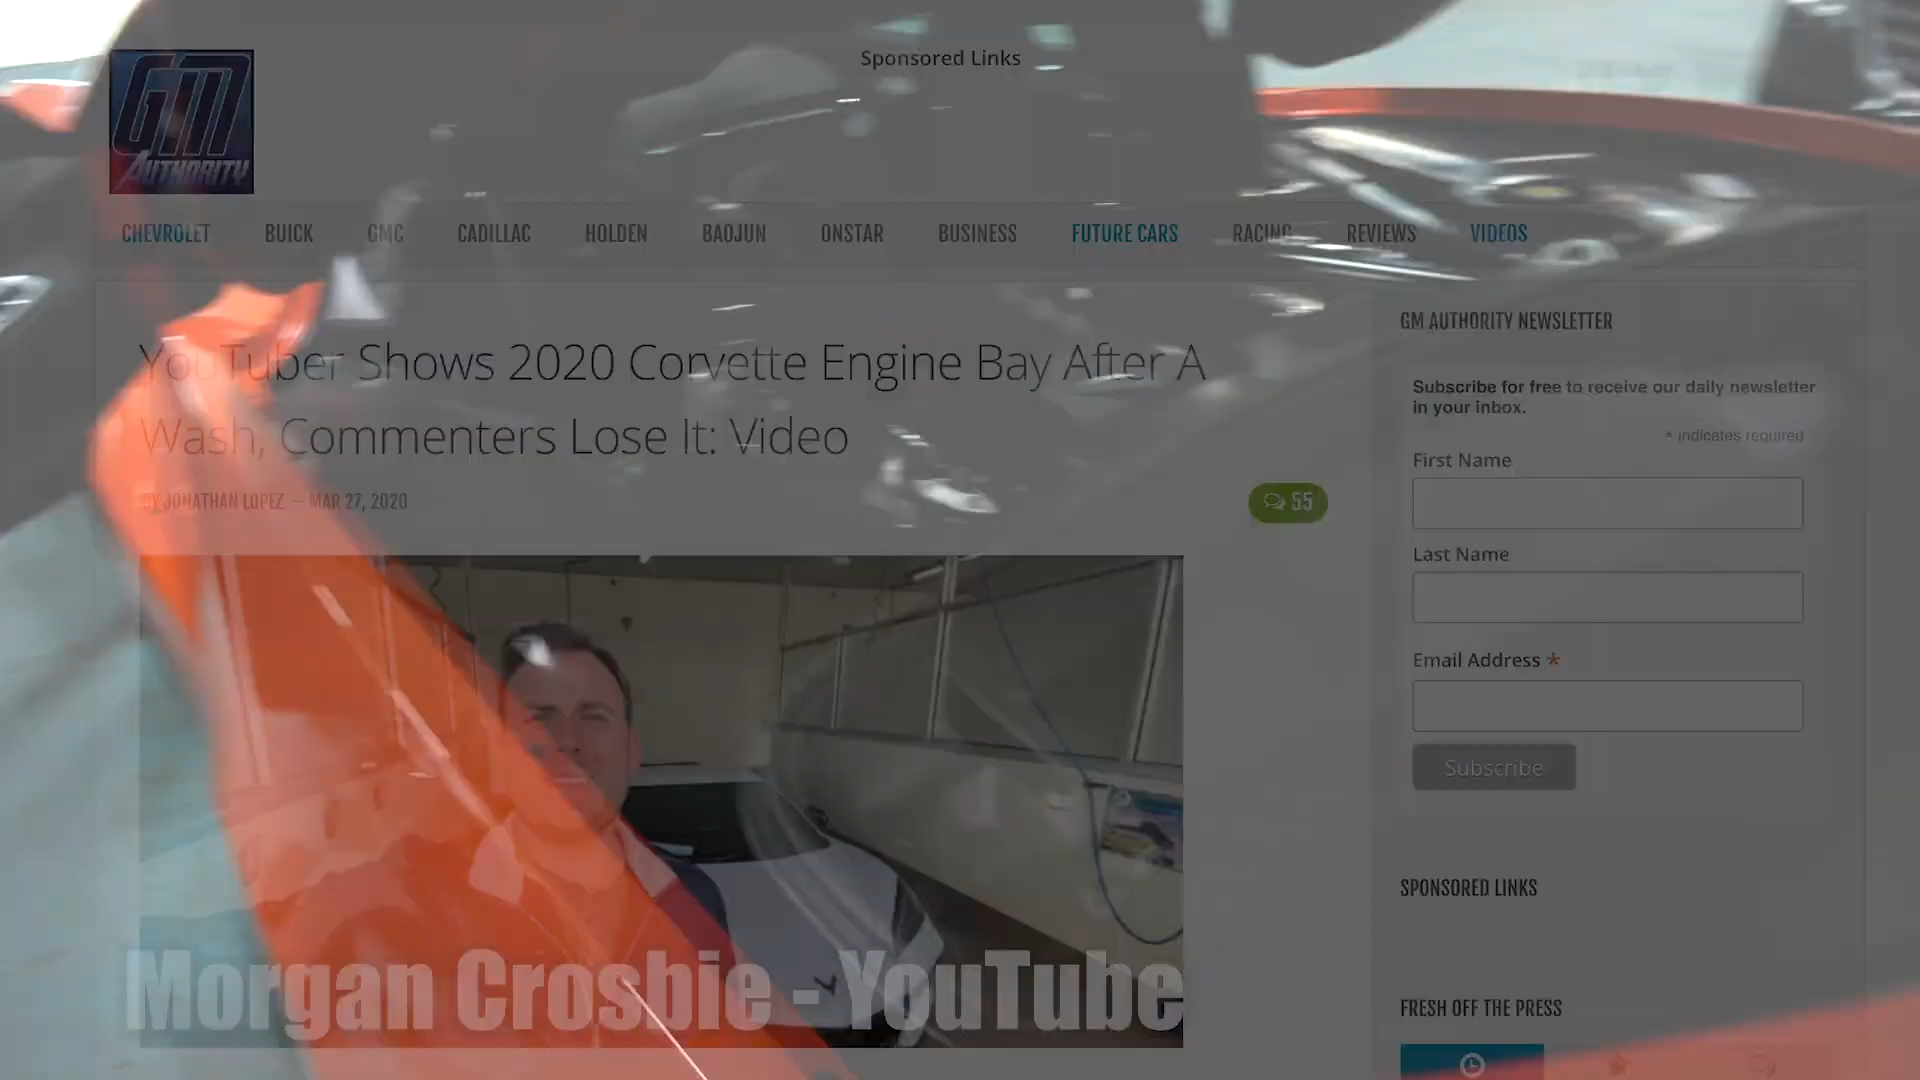 GM
AUTHORITY
Sponsored Links
CHEVROLET BUICK GMC CADILLAC HOLDEN BAOJUN ONSTAR BUSINESS FUTURE CARS RACING REVIEWS VIDEOS
YouTuber Shows 2020 Corvette Engine Bay After A
Wash, Commenters Lose It: Video
BY JONATHAN LOPEZ — MAR 27, 2020
55
Morgan Crosbie - YouTube
GM AUTHORITY NEWSLETTER
Subscribe for free to receive our daily newsletter
in your inbox.
* indicates required
First Name
Last Name
Email Address *
Subscribe
SPONSORED LINKS
FRESH OFF THE PRESS